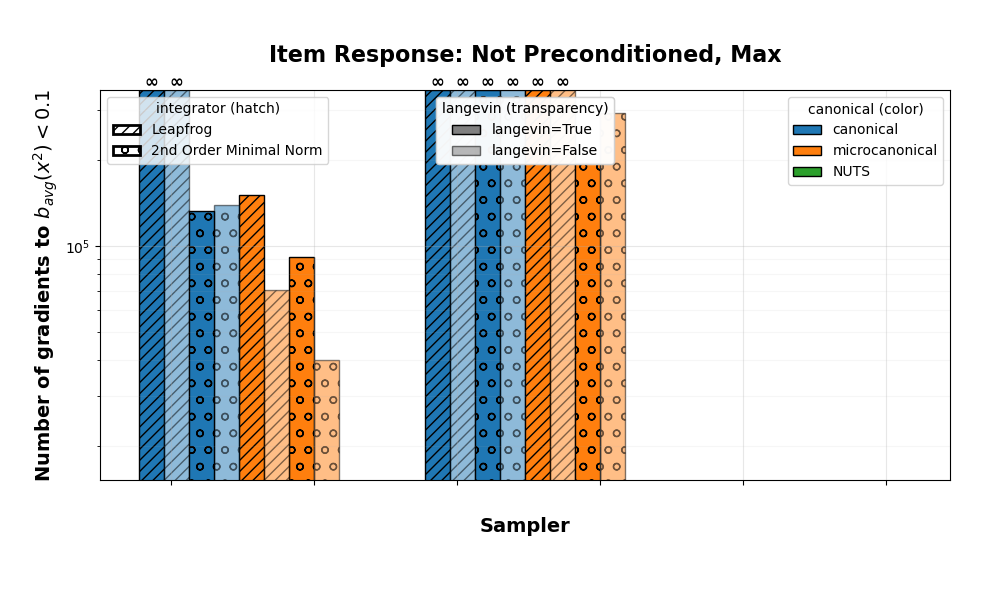 Item Response: Not Preconditioned, Max
∞ ∞ ∞ ∞ ∞ ∞ ∞ ∞
Number of gradients to b_avg(x²) < 0.1
10⁵
integrator (hatch)
Leapfrog
2nd Order Minimal Norm
langevin (transparency)
langevin=True
langevin=False
canonical (color)
canonical
microcanonical
NUTS
Sampler